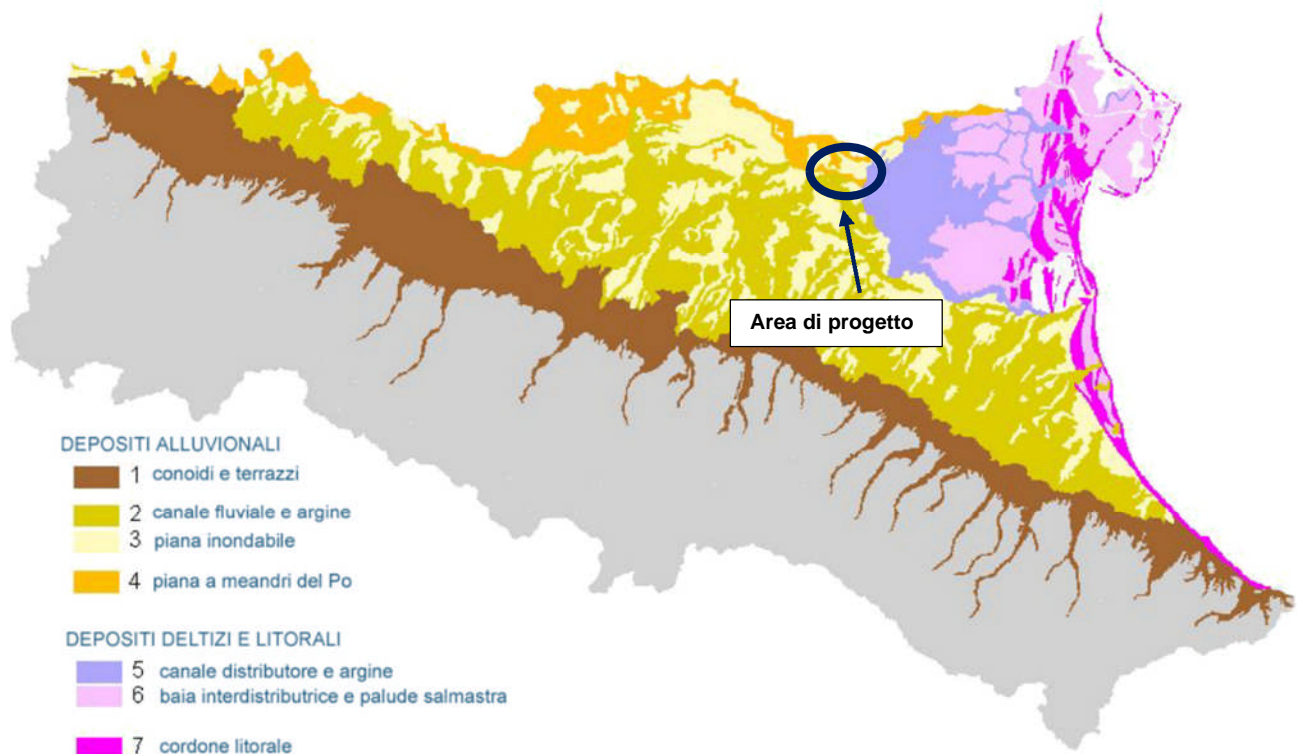 Area di progetto
DEPOSITI ALLUVIONALI
1 conoidi e terrazzi
2 canale fluviale e argine
3 piana inondabile
4 piana a meandri del Po
DEPOSITI DELTIZI E LITORALI
5 canale distributore e argine
6 baia interdistributrice e palude salmastra
7 cordone litorale